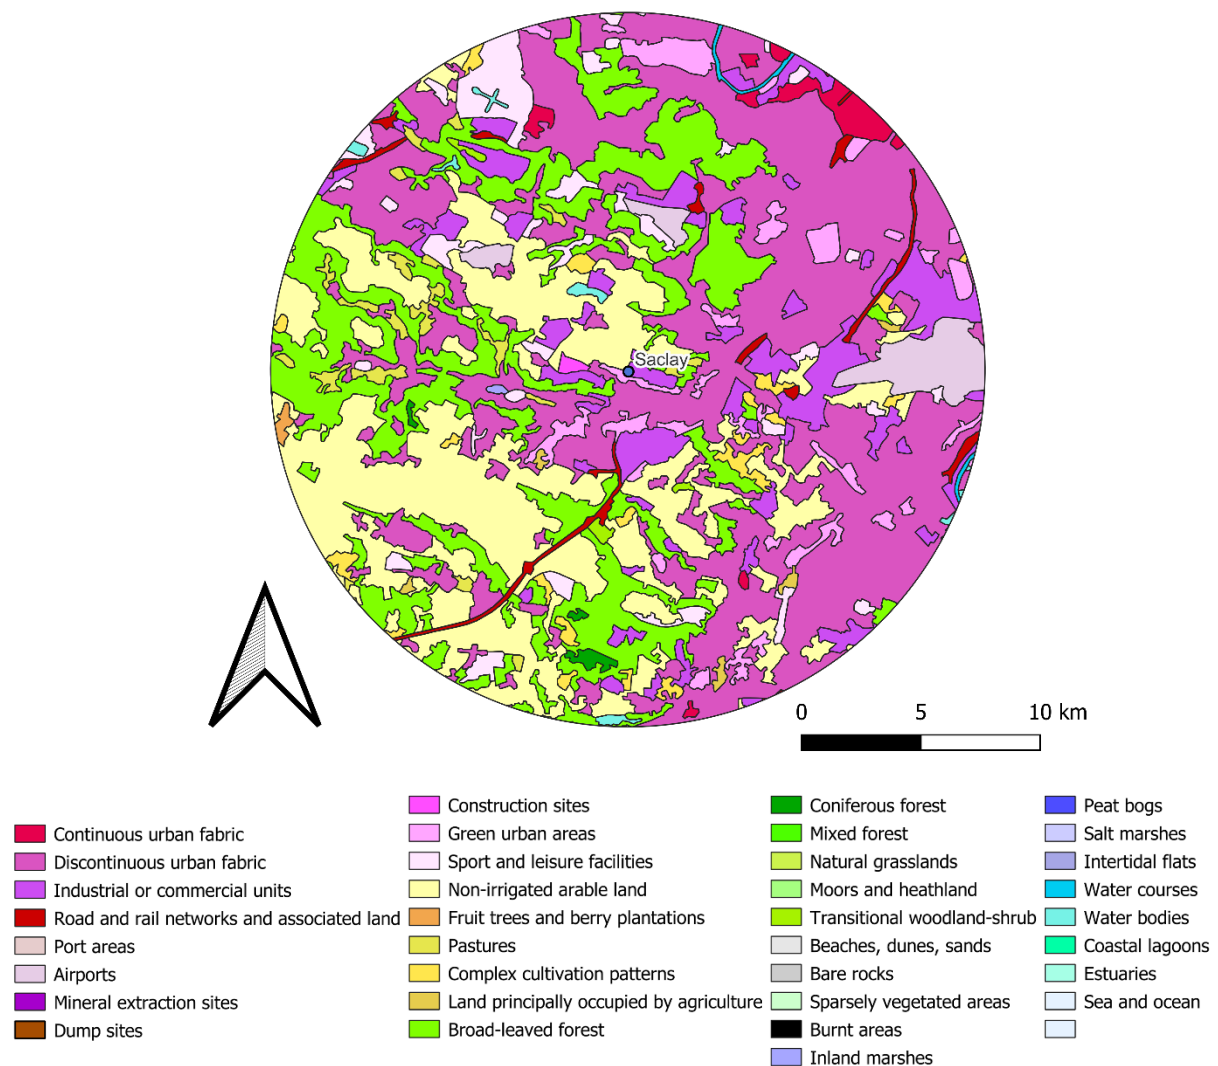 Saclay
0 5 10 km
Continuous urban fabric
Discontinuous urban fabric
Industrial or commercial units
Road and rail networks and associated land
Port areas
Airports
Mineral extraction sites
Dump sites
Construction sites
Green urban areas
Sport and leisure facilities
Non-irrigated arable land
Fruit trees and berry plantations
Pastures
Complex cultivation patterns
Land principally occupied by agriculture
Broad-leaved forest
Coniferous forest
Mixed forest
Natural grasslands
Moors and heathland
Transitional woodland-shrub
Beaches, dunes, sands
Bare rocks
Sparsely vegetated areas
Burnt areas
Inland marshes
Peat bogs
Salt marshes
Intertidal flats
Water courses
Water bodies
Coastal lagoons
Estuaries
Sea and ocean